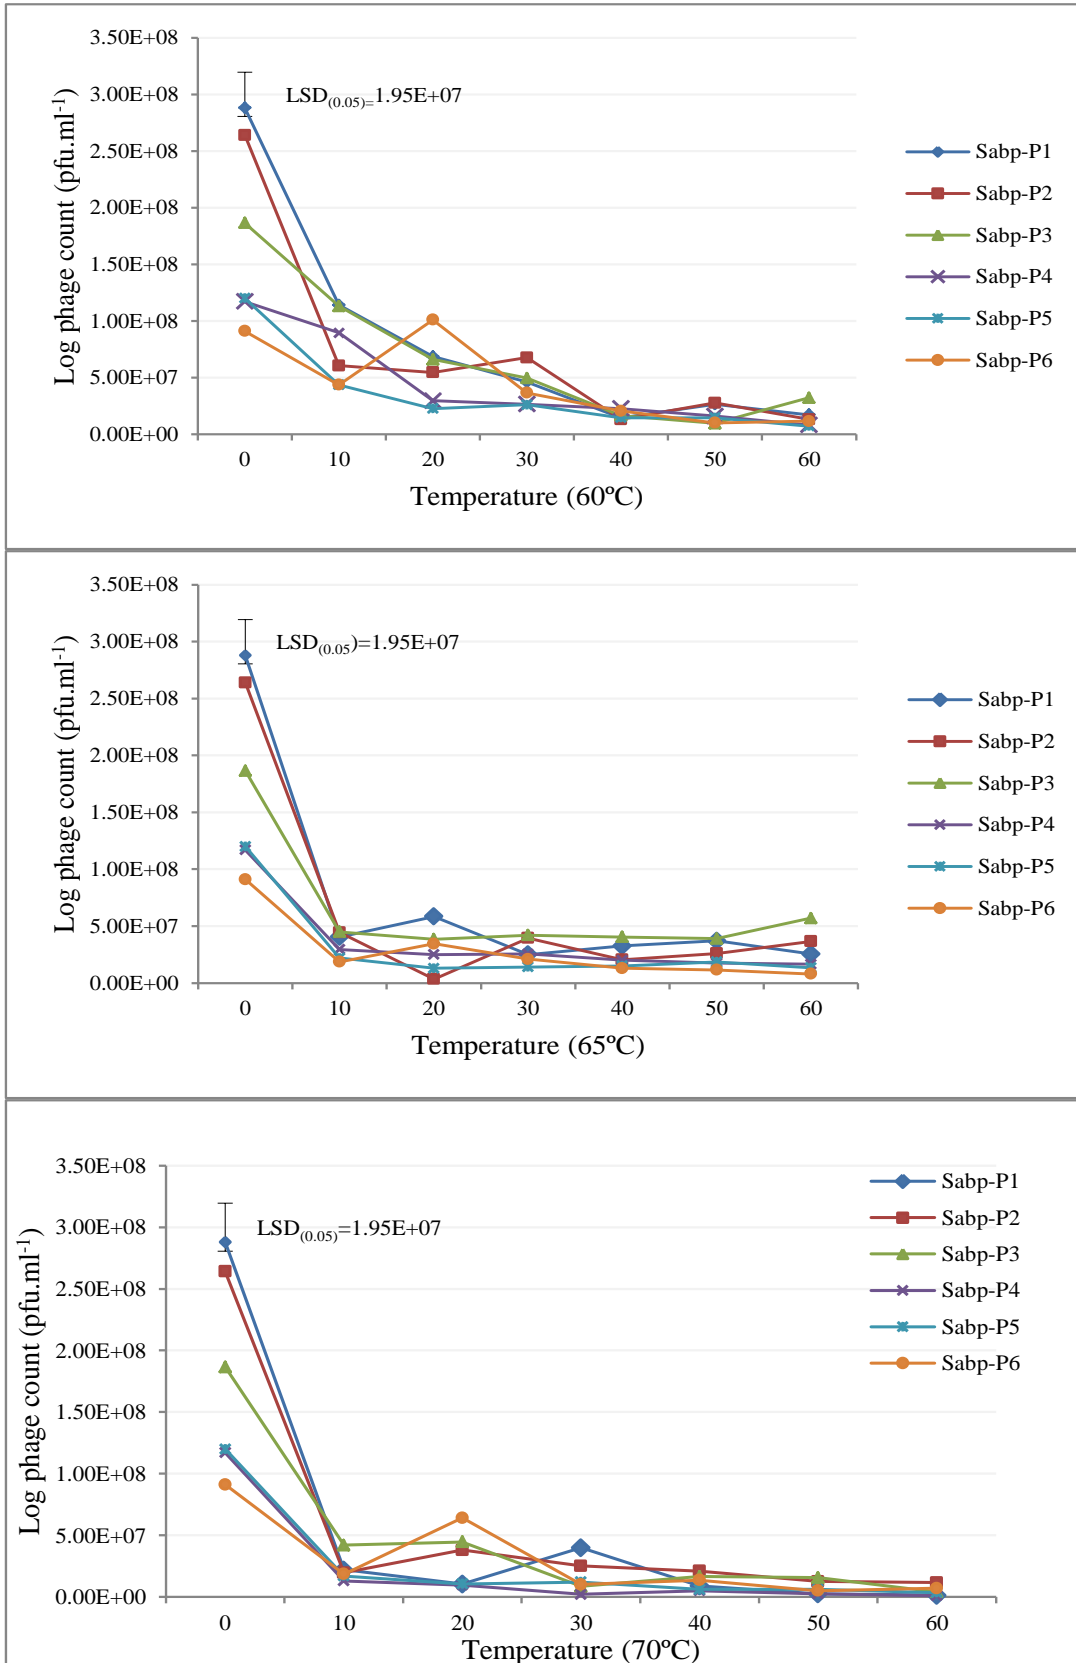 3.50E+08
3.00E+08
2.50E+08
2.00E+08
1.50E+08
1.00E+08
5.00E+07
0.00E+00
Log phage count (pfu.ml-1)
LSD(0.05)=1.95E+07
0 10 20 30 40 50 60
Temperature (60ºC)
Sabp-P1
Sabp-P2
Sabp-P3
Sabp-P4
Sabp-P5
Sabp-P6
3.50E+08
3.00E+08
2.50E+08
2.00E+08
1.50E+08
1.00E+08
5.00E+07
0.00E+00
Log phage count (pfu.ml-1)
LSD(0.05)=1.95E+07
0 10 20 30 40 50 60
Temperature (65ºC)
Sabp-P1
Sabp-P2
Sabp-P3
Sabp-P4
Sabp-P5
Sabp-P6
3.50E+08
3.00E+08
2.50E+08
2.00E+08
1.50E+08
1.00E+08
5.00E+07
0.00E+00
Log phage count (pfu.ml-1)
LSD(0.05)=1.95E+07
0 10 20 30 40 50 60
Temperature (70ºC)
Sabp-P1
Sabp-P2
Sabp-P3
Sabp-P4
Sabp-P5
Sabp-P6